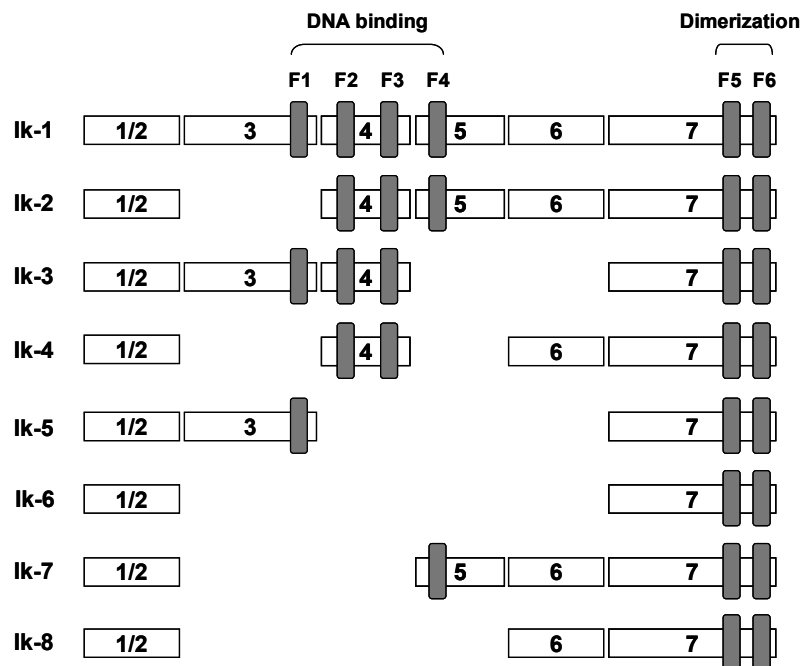 DNA binding Dimerization
F1 F2 F3 F4 F5 F6
Ik-1 1/2 3 4 5 6 7
Ik-2 1/2 4 5 6 7
Ik-3 1/2 3 4 7
Ik-4 1/2 4 6 7
Ik-5 1/2 3 7
Ik-6 1/2 7
Ik-7 1/2 5 6 7
Ik-8 1/2 6 7